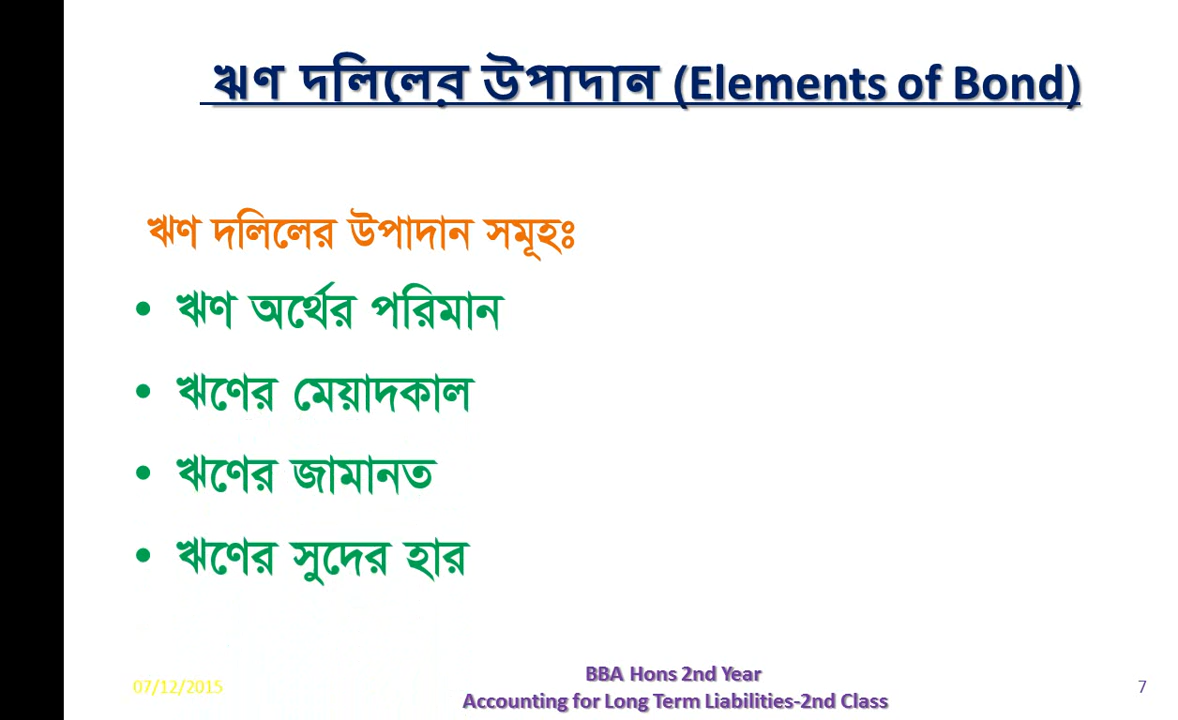 ঋণ দলিলের উপাদান (Elements of Bond)
ঋণ দলিলের উপাদান সমূহঃ
• ঋণ অর্থের পরিমান
• ঋণের মেয়াদকাল
• ঋণের জামানত
• ঋণের সুদের হার
07/12/2015
BBA Hons 2nd Year
Accounting for Long Term Liabilities-2nd Class
7